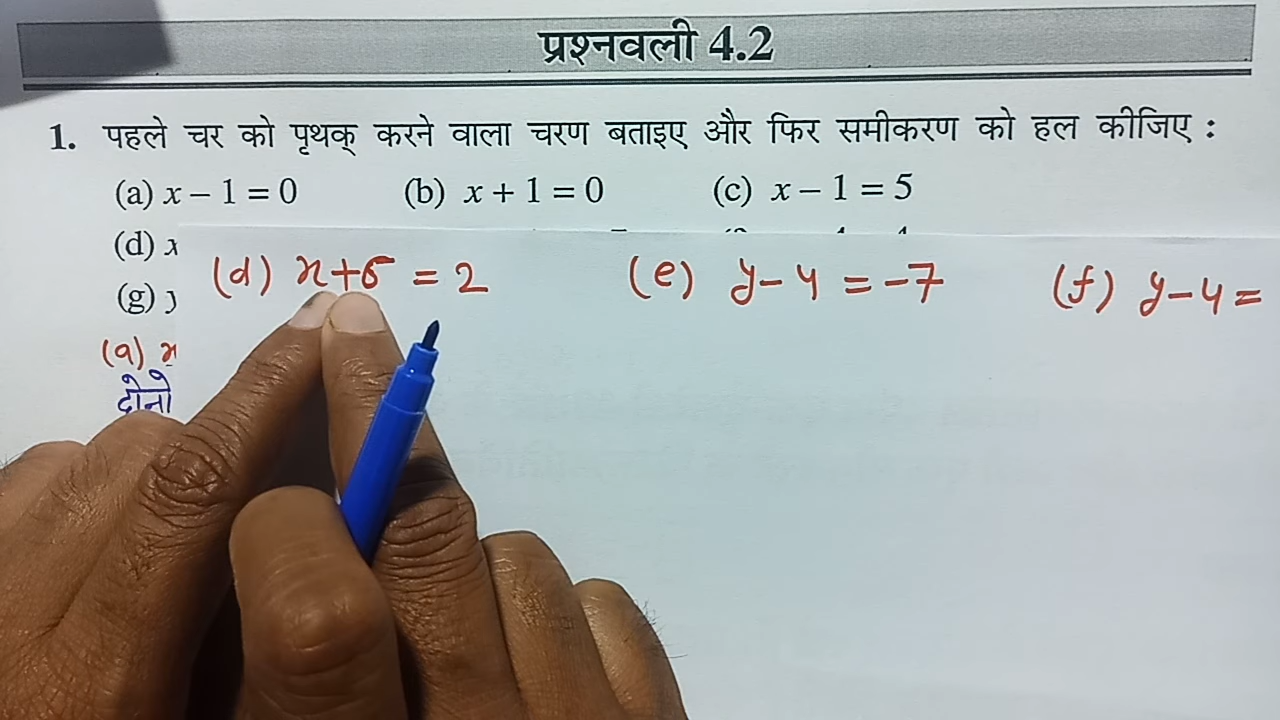 प्रश्नवली 4.2
1. पहले चर को पृथक् करने वाला चरण बताइए और फिर समीकरण को हल कीजिए :
(a) x – 1 = 0 (b) x + 1 = 0 (c) x – 1 = 5
(d) x
(d) x+6 = 2 (e) y-4 = -7 (f) y-4 =
(g) y
(a) x
दोनो